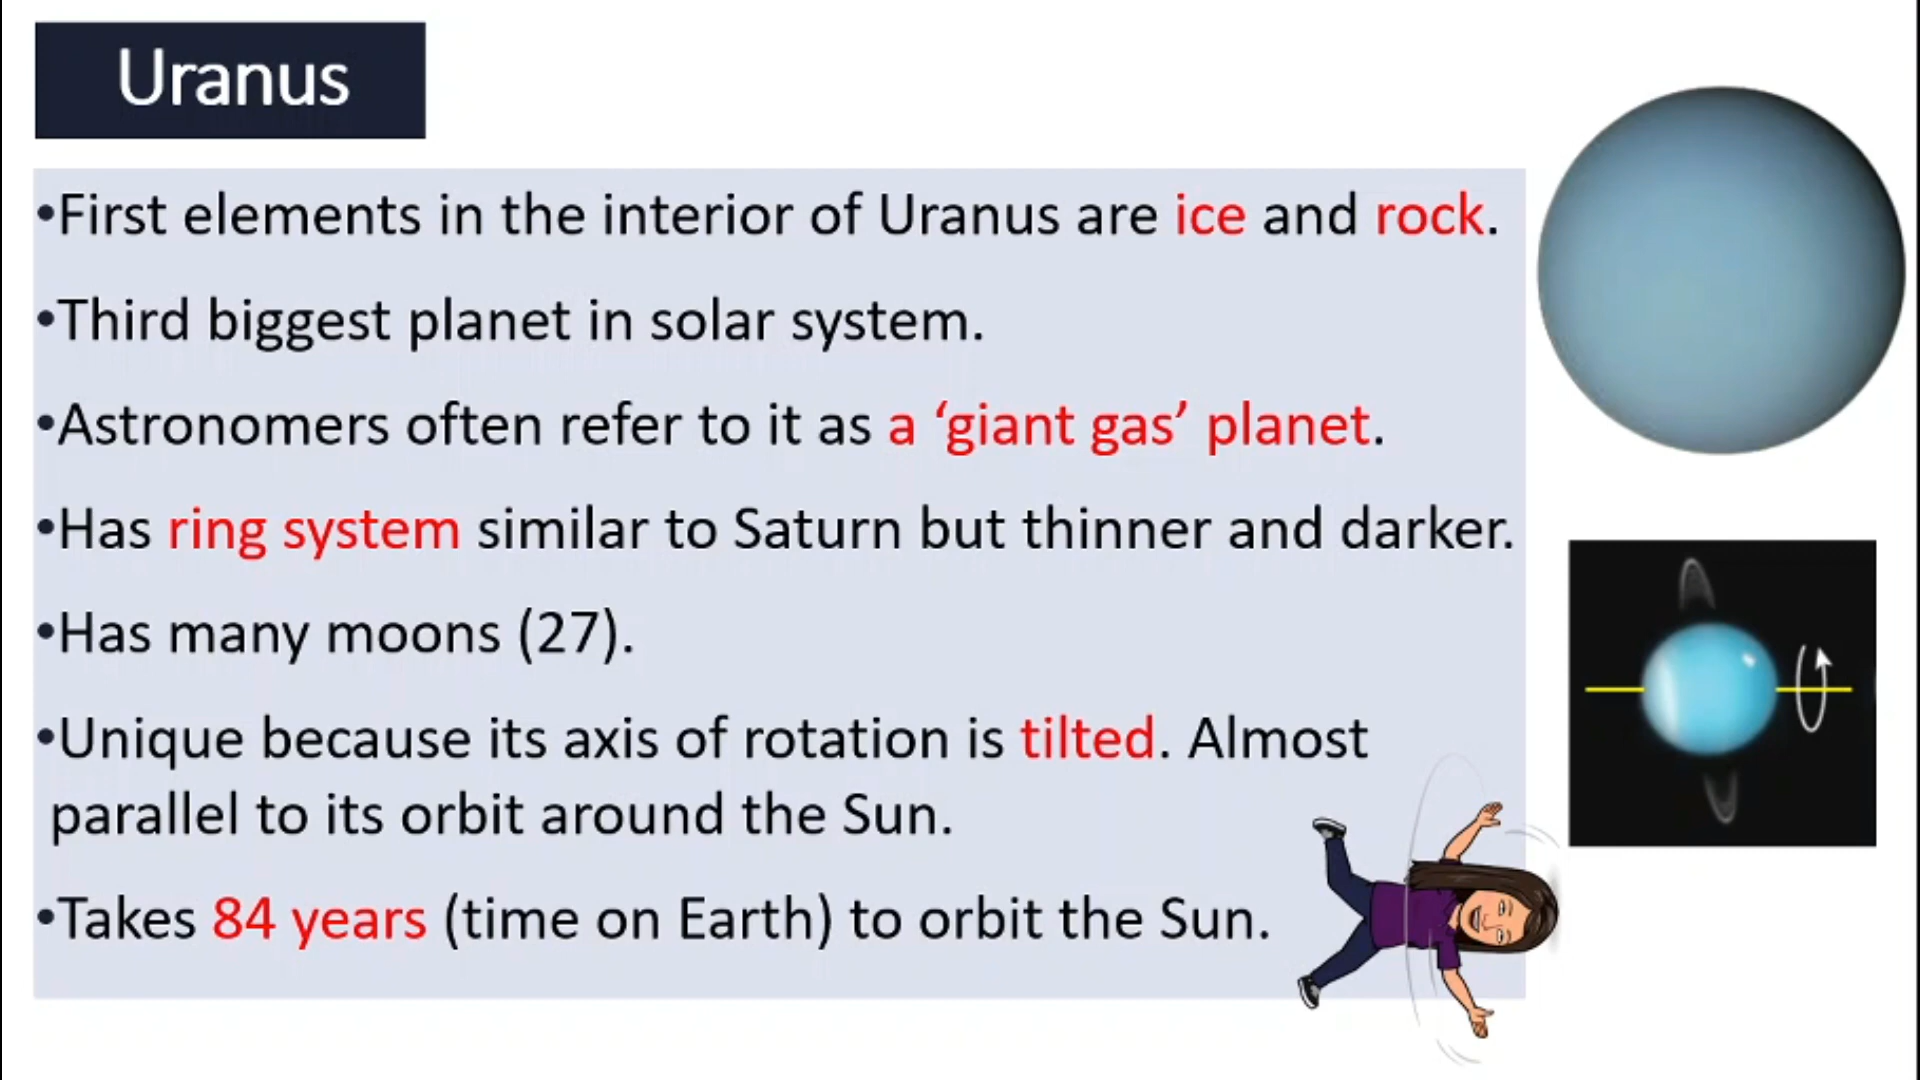 Uranus
•First elements in the interior of Uranus are ice and rock.
•Third biggest planet in solar system.
•Astronomers often refer to it as a ‘giant gas’ planet.
•Has ring system similar to Saturn but thinner and darker.
•Has many moons (27).
•Unique because its axis of rotation is tilted. Almost
parallel to its orbit around the Sun.
•Takes 84 years (time on Earth) to orbit the Sun.